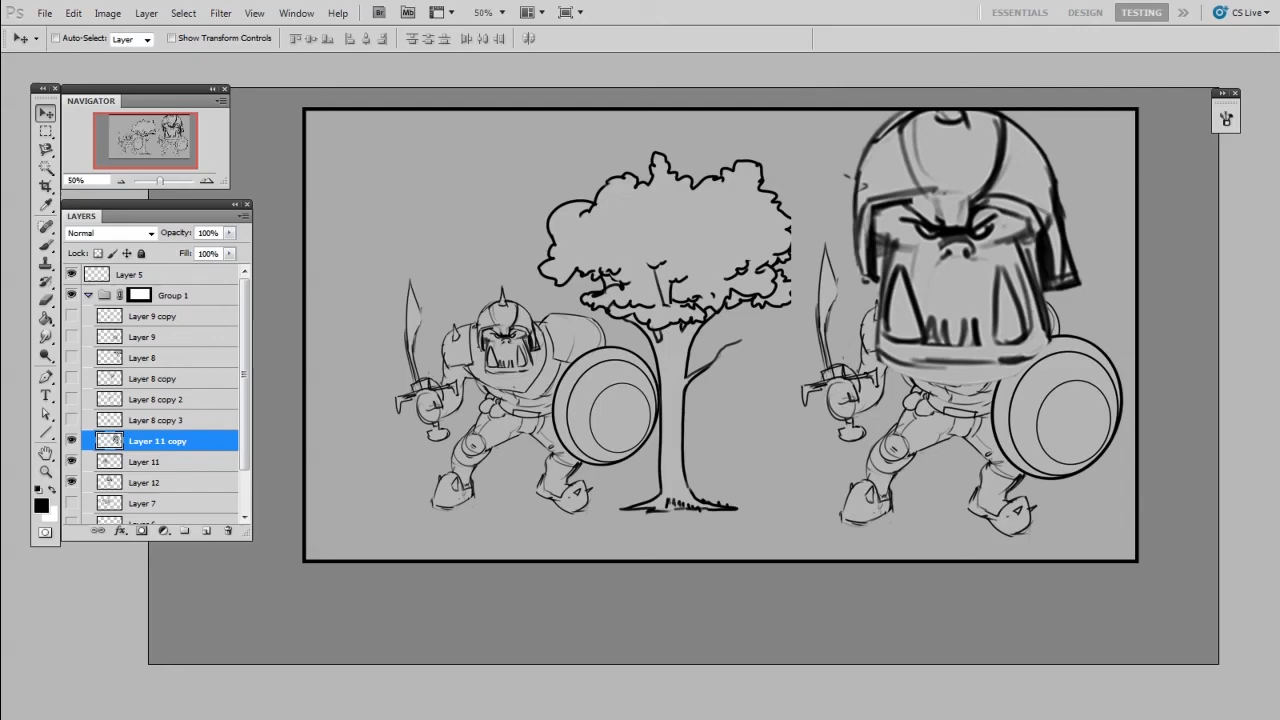 Ps File Edit Image Layer Select Filter View Window Help Br Mb 50% ESSENTIALS DESIGN TESTING CS Live
Auto-Select: Layer Show Transform Controls
NAVIGATOR
50%
LAYERS
Normal Opacity: 100%
Lock: Fill: 100%
Layer 5
Group 1
Layer 9 copy
Layer 9
Layer 8
Layer 8 copy
Layer 8 copy 2
Layer 8 copy 3
Layer 11 copy
Layer 11
Layer 12
Layer 7